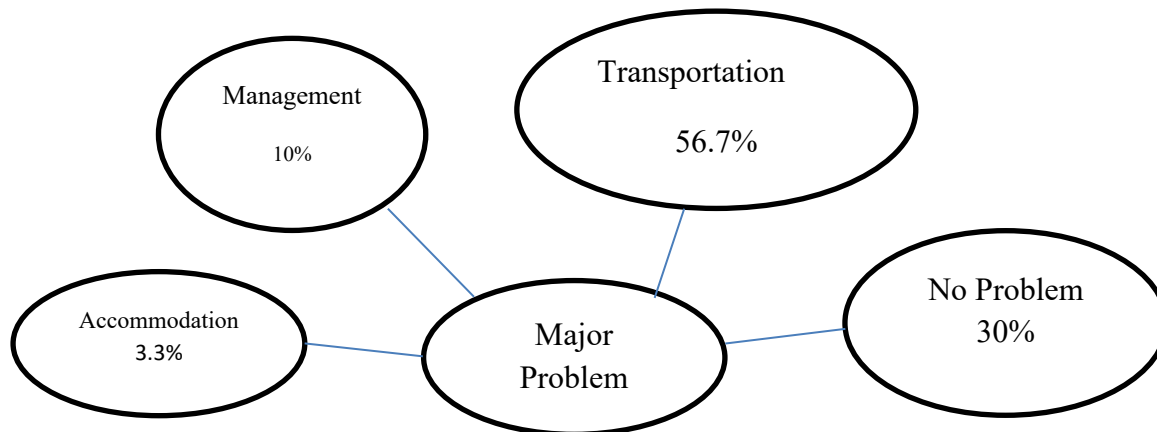 Transportation
56.7%
Management
10%
No Problem
30%
Accommodation
3.3%
Major
Problem